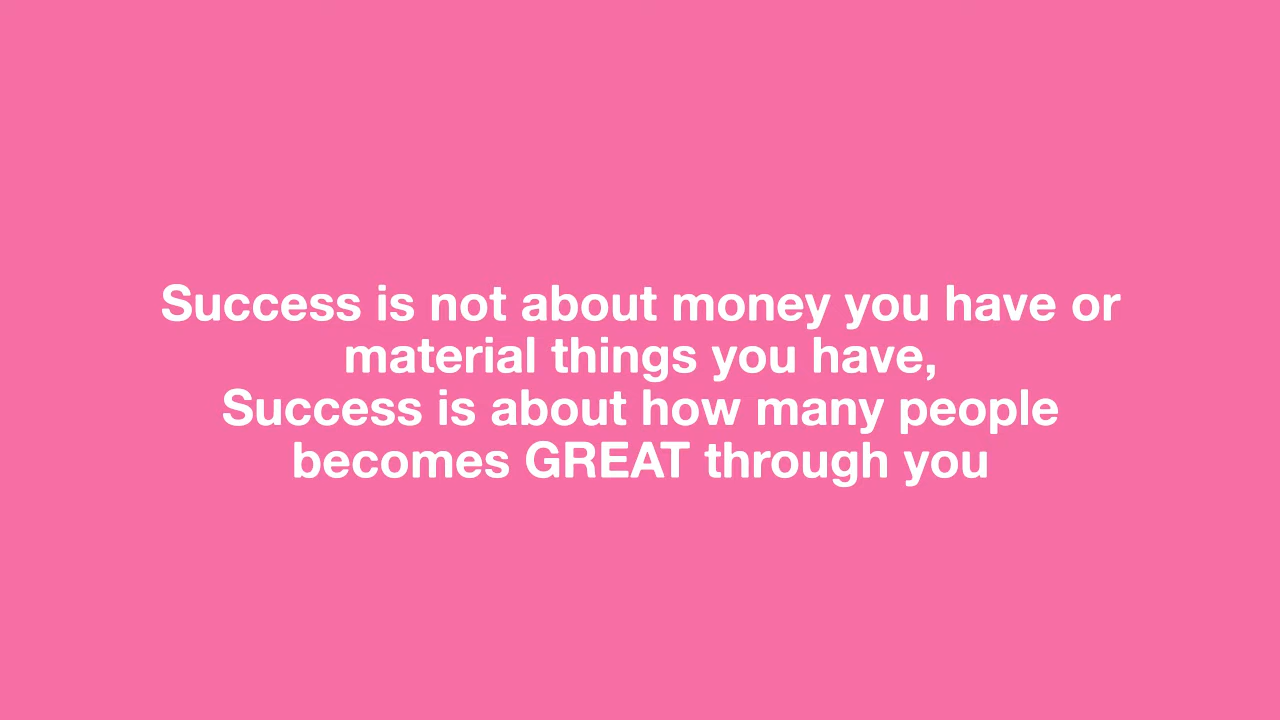 Success is not about money you have or
material things you have,
Success is about how many people
becomes GREAT through you